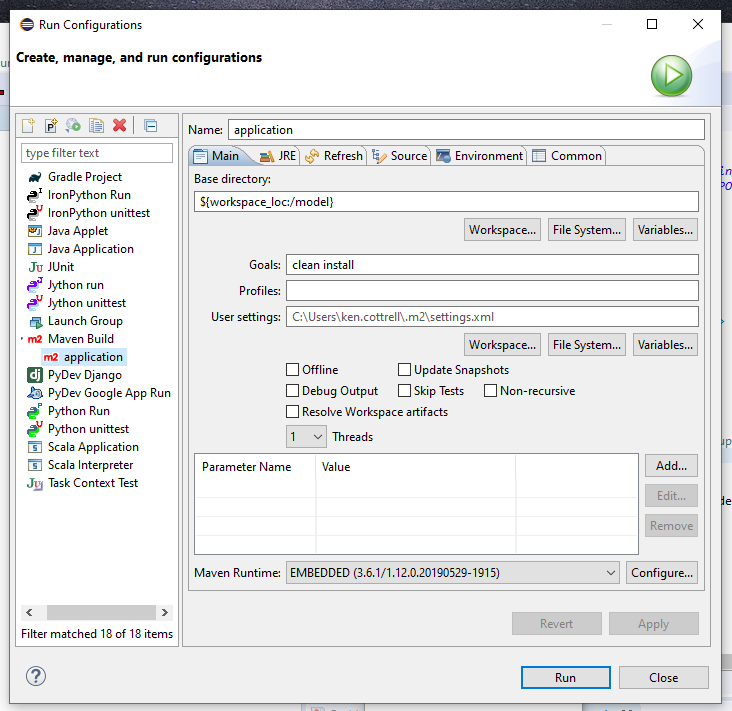 Run Configurations
Create, manage, and run configurations
Name: application
type filter text
Main JRE Refresh Source Environment Common
Gradle Project
IronPython Run
IronPython unittest
Java Applet
Java Application
JUnit
Jython run
Jython unittest
Launch Group
m2 Maven Build
m2 application
PyDev Django
PyDev Google App Run
Python Run
Python unittest
Scala Application
Scala Interpreter
Task Context Test
Filter matched 18 of 18 items
Base directory:
${workspace_loc:/model}
Workspace... File System... Variables...
Goals: clean install
Profiles:
User settings: C:\Users\ken.cottrell\.m2\settings.xml
Workspace... File System... Variables...
Offline Update Snapshots
Debug Output Skip Tests Non-recursive
Resolve Workspace artifacts
1 Threads
Parameter Name Value
Add...
Edit...
Remove
Maven Runtime: EMBEDDED (3.6.1/1.12.0.20190529-1915) Configure...
Revert Apply
? Run Close